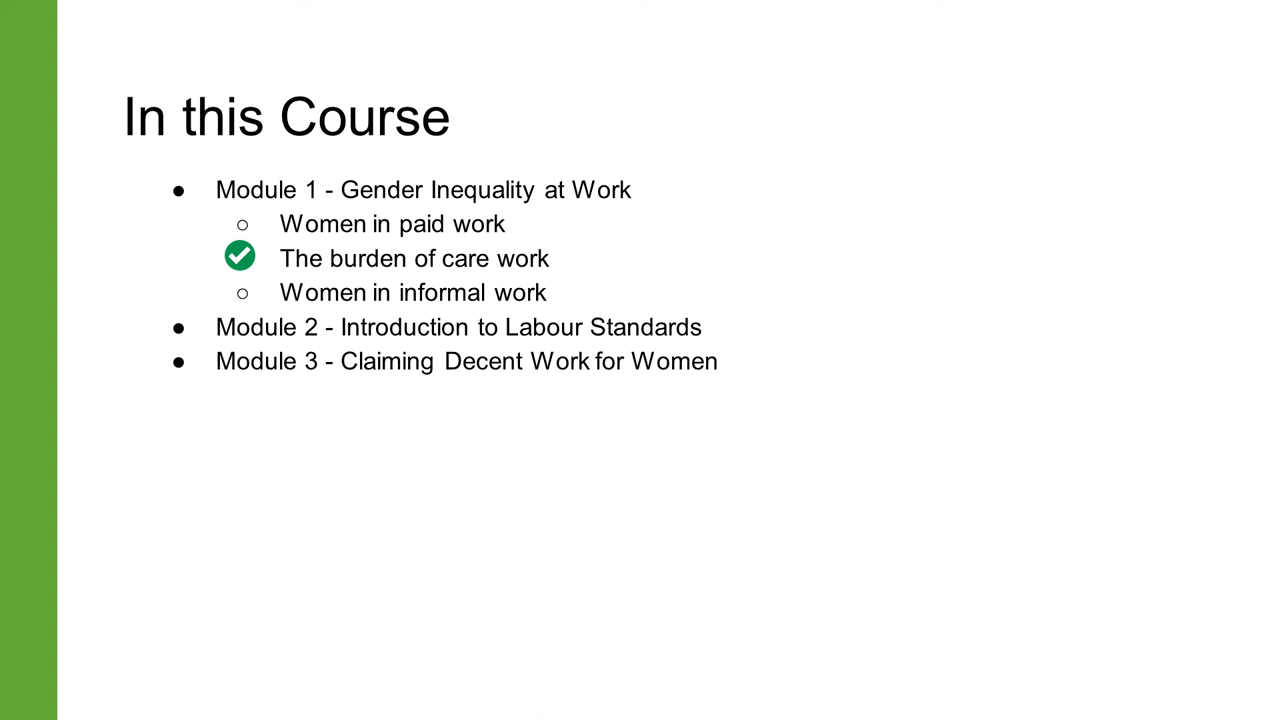 In this Course
● Module 1 - Gender Inequality at Work
○ Women in paid work
The burden of care work
○ Women in informal work
● Module 2 - Introduction to Labour Standards
● Module 3 - Claiming Decent Work for Women